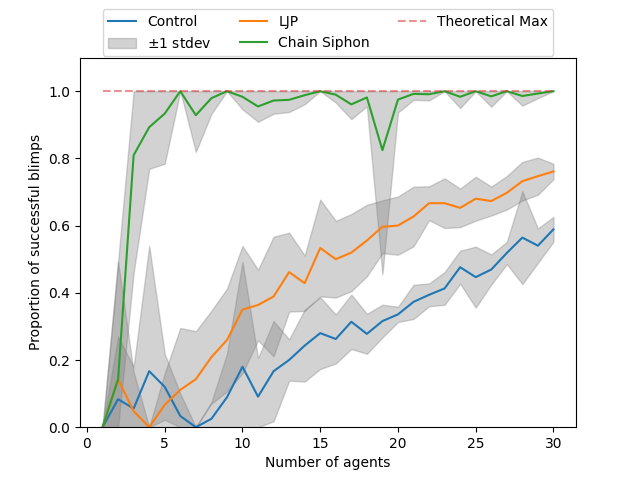 Control LJP Theoretical Max
±1 stdev Chain Siphon
1.0
0.8
0.6
0.4
0.2
0.0
Proportion of successful blimps
0 5 10 15 20 25 30
Number of agents